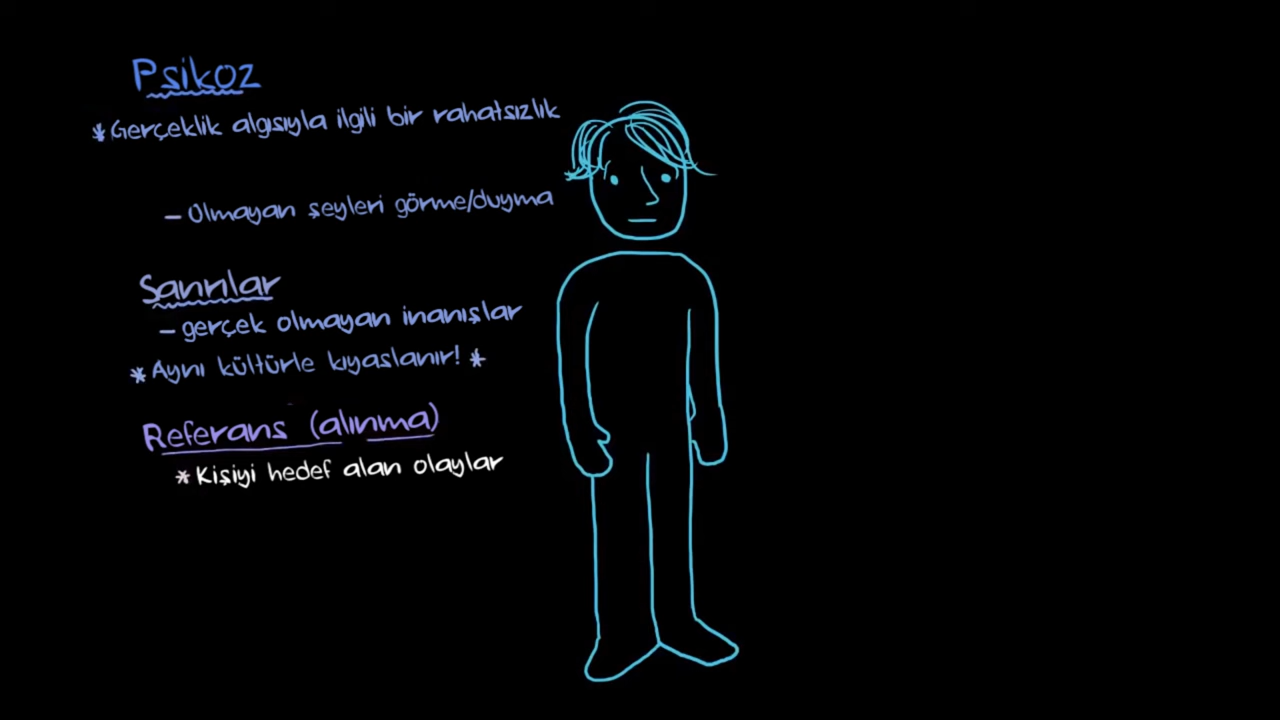 Psikoz
*Gerçeklik algısıyla ilgili bir rahatsızlık
- Olmayan şeyleri görme/duyma
Sanrılar
- gerçek olmayan inanışlar
*Aynı kültürle kıyaslanır! *
Referans (alınma)
*Kişiyi hedef alan olaylar